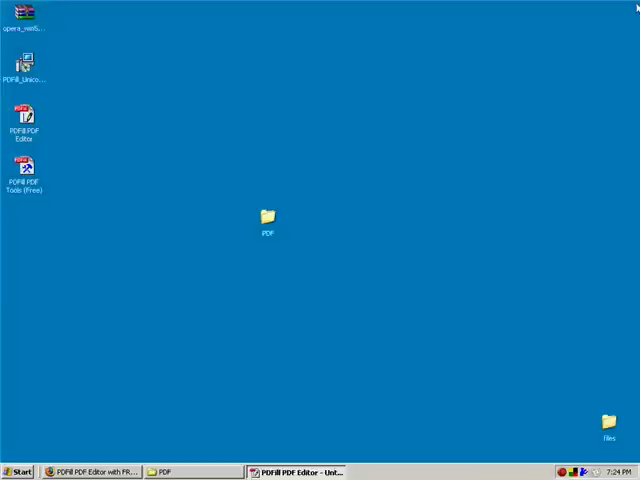 opera_win5...
PDFill_Unico...
PDFill PDF
Editor
PDFill PDF
Tools (Free)
PDF
files
Start
PDFill PDF Editor with FR...
PDF
PDFill PDF Editor - Unt...
7:24 PM